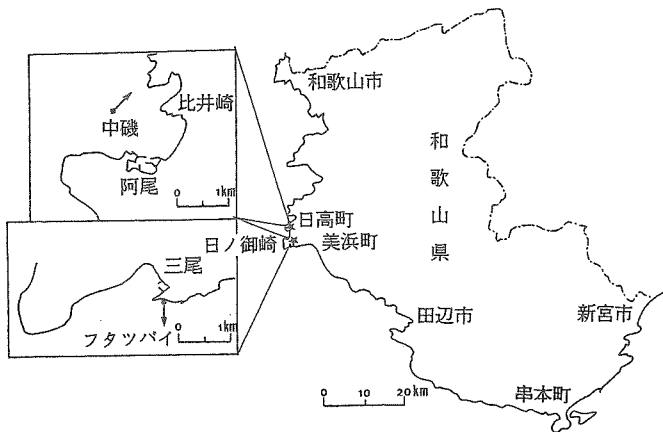 比井崎
中磯
阿尾
0 1km
三尾
フタツバイ
0 1km
和歌山市
和歌山県
日高町
日ノ御崎
美浜町
田辺市
新宮市
串本町
0 10 20km